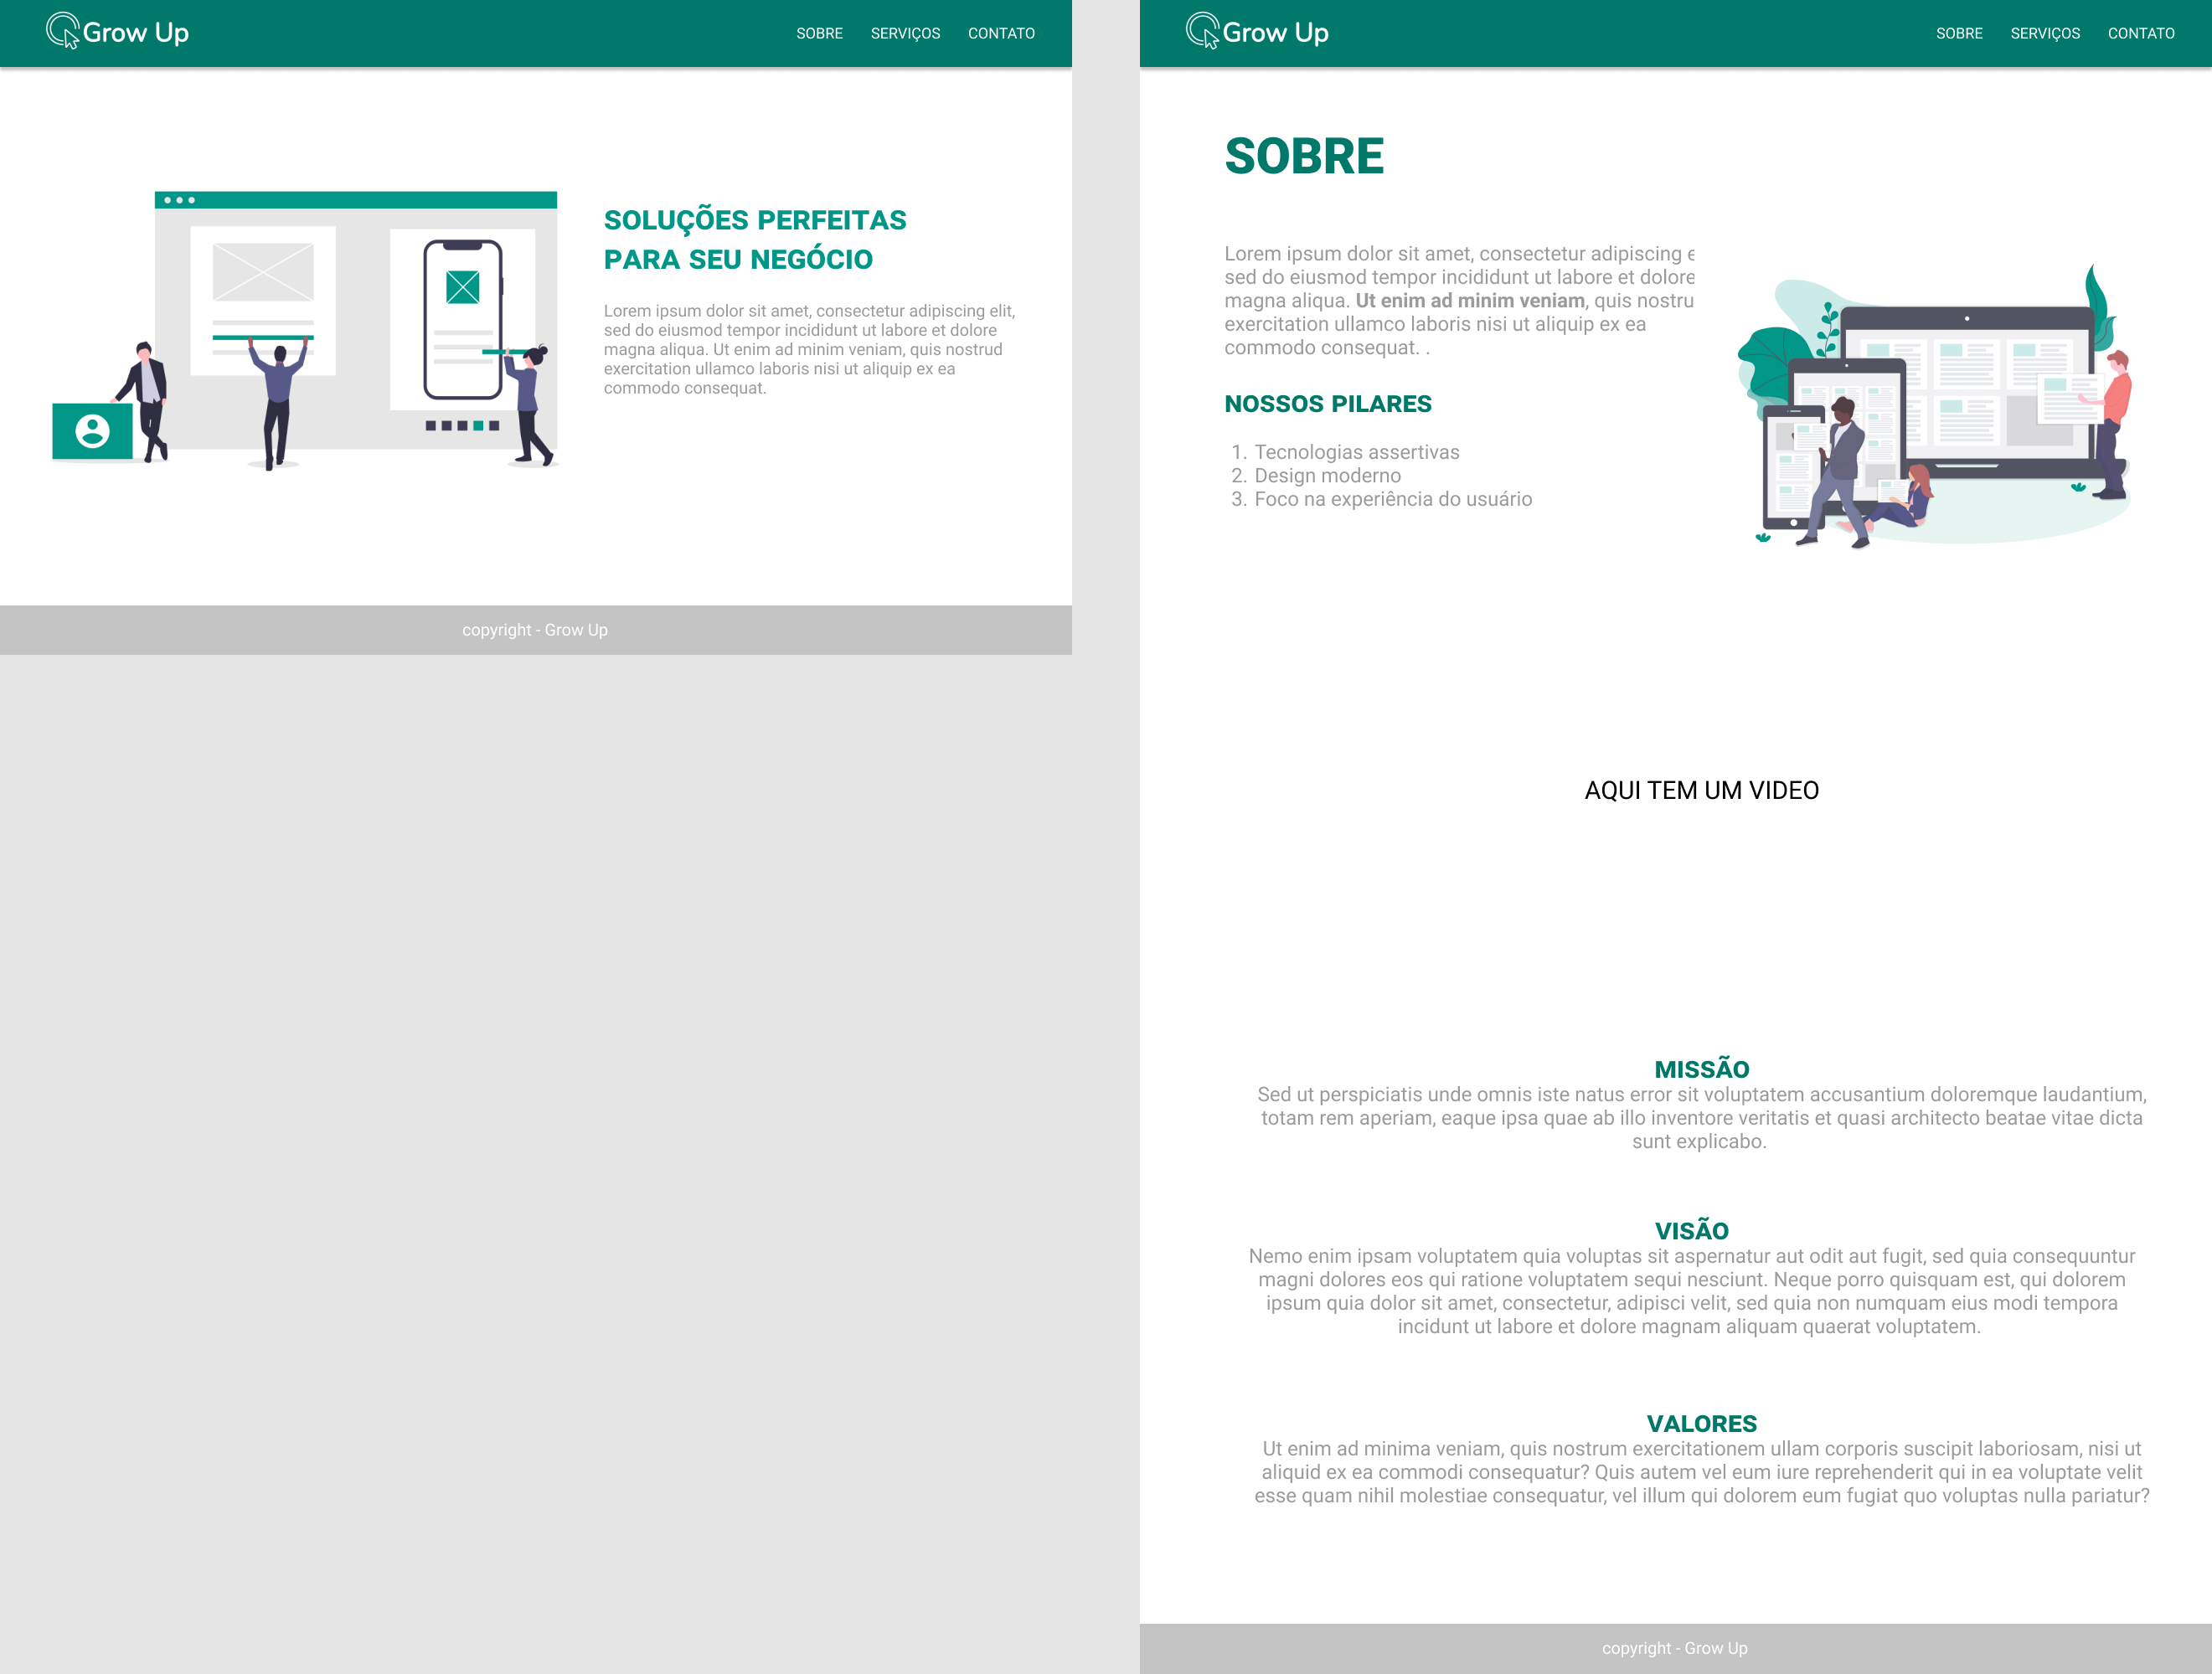 Grow Up
SOBRE SERVIÇOS CONTATO
SOLUÇÕES PERFEITAS
PARA SEU NEGÓCIO
Lorem ipsum dolor sit amet, consectetur adipiscing elit,
sed do eiusmod tempor incididunt ut labore et dolore
magna aliqua. Ut enim ad minim veniam, quis nostrud
exercitation ullamco laboris nisi ut aliquip ex ea
commodo consequat.
copyright - Grow Up
Grow Up
SOBRE SERVIÇOS CONTATO
SOBRE
Lorem ipsum dolor sit amet, consectetur adipiscing e
sed do eiusmod tempor incididunt ut labore et dolore
magna aliqua. Ut enim ad minim veniam, quis nostru
exercitation ullamco laboris nisi ut aliquip ex ea
commodo consequat. .
NOSSOS PILARES
1. Tecnologias assertivas
2. Design moderno
3. Foco na experiência do usuário
AQUI TEM UM VIDEO
MISSÃO
Sed ut perspiciatis unde omnis iste natus error sit voluptatem accusantium doloremque laudantium,
totam rem aperiam, eaque ipsa quae ab illo inventore veritatis et quasi architecto beatae vitae dicta
sunt explicabo.
VISÃO
Nemo enim ipsam voluptatem quia voluptas sit aspernatur aut odit aut fugit, sed quia consequuntur
magni dolores eos qui ratione voluptatem sequi nesciunt. Neque porro quisquam est, qui dolorem
ipsum quia dolor sit amet, consectetur, adipisci velit, sed quia non numquam eius modi tempora
incidunt ut labore et dolore magnam aliquam quaerat voluptatem.
VALORES
Ut enim ad minima veniam, quis nostrum exercitationem ullam corporis suscipit laboriosam, nisi ut
aliquid ex ea commodi consequatur? Quis autem vel eum iure reprehenderit qui in ea voluptate velit
esse quam nihil molestiae consequatur, vel illum qui dolorem eum fugiat quo voluptas nulla pariatur?
copyright - Grow Up